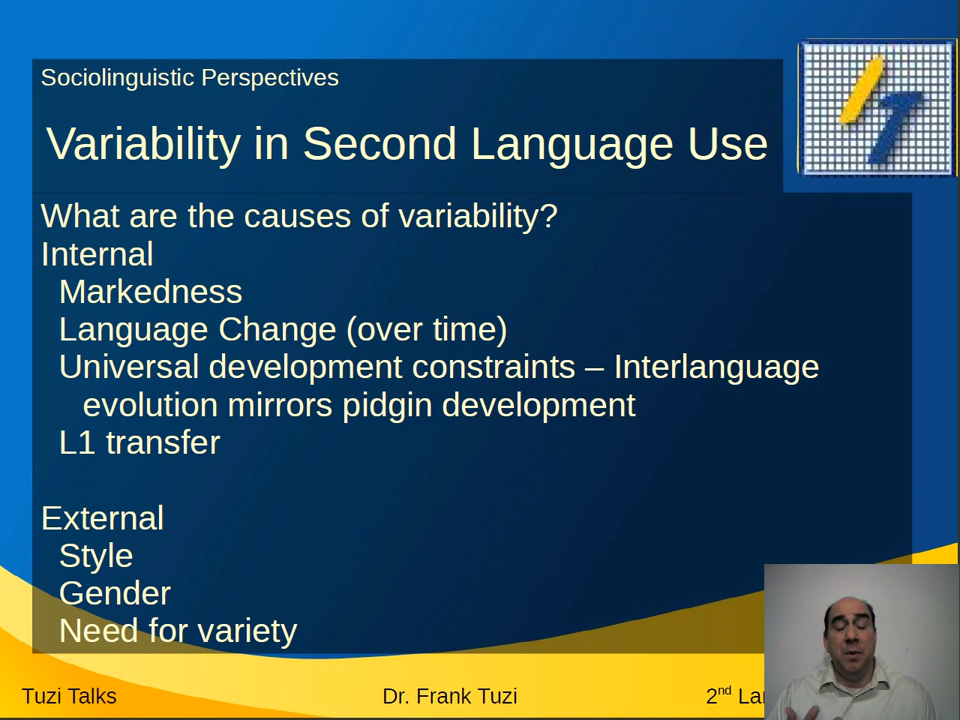 Sociolinguistic Perspectives
Variability in Second Language Use
What are the causes of variability?
Internal
Markedness
Language Change (over time)
Universal development constraints – Interlanguage
evolution mirrors pidgin development
L1 transfer
External
Style
Gender
Need for variety
Tuzi Talks Dr. Frank Tuzi 2nd